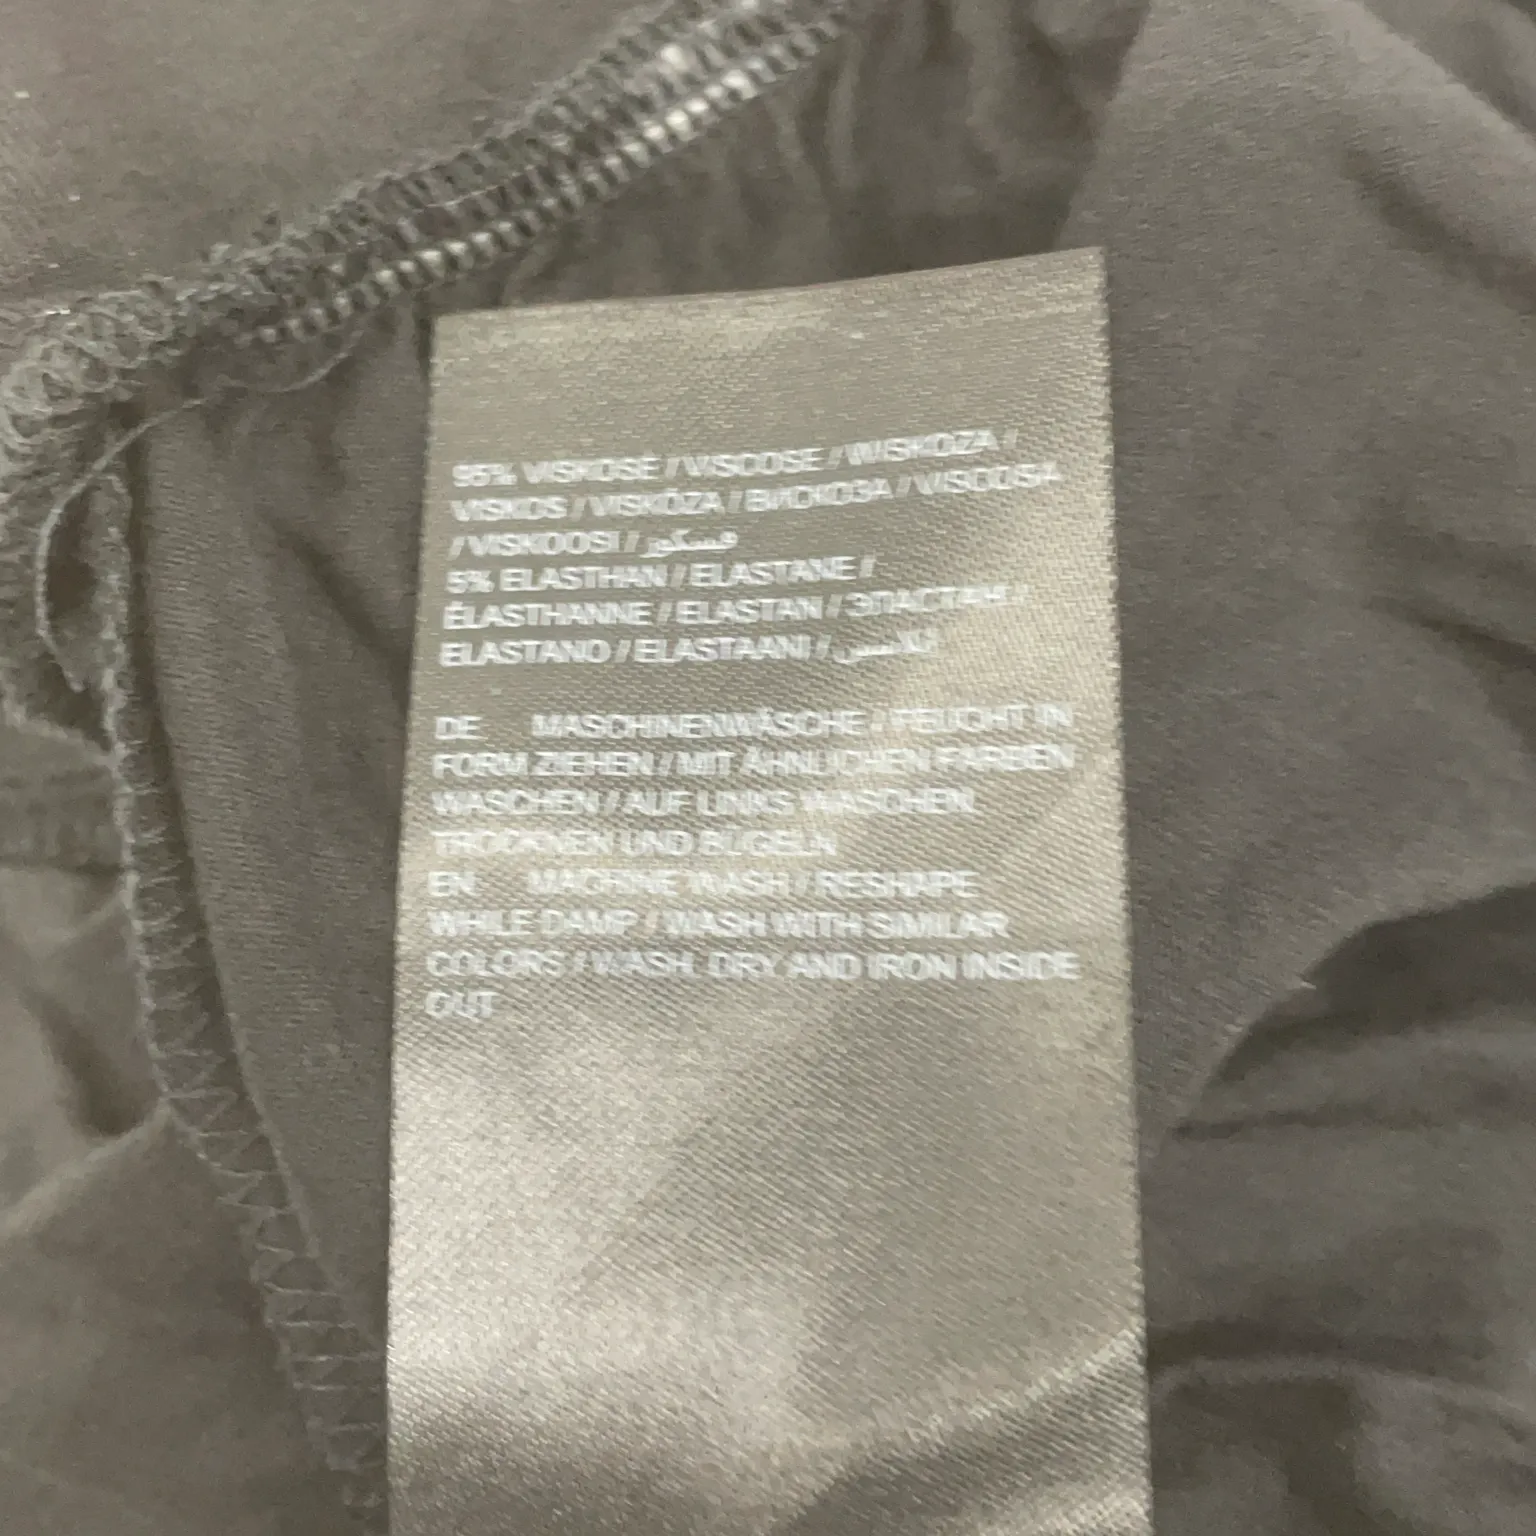 95% VISKOSE / VISCOSE / WISKOZA /
VISKOS / VISKÓZA / ВИСКОЗА / VISCOSA
/ VISKOOSI / فسكوز
5% ELASTHAN / ELASTANE /
ÉLASTHANNE / ELASTAN / ЭЛАСТАН /
ELASTANO / ELASTAANI /
DE MASCHINENWÄSCHE / FEUCHT IN
FORM ZIEHEN / MIT ÄHNLICHEN FARBEN
WASCHEN / AUF LINKS WASCHEN,
TROCKNEN UND BÜGELN
EN MACHINE WASH / RESHAPE
WHILE DAMP / WASH WITH SIMILAR
COLORS / WASH, DRY AND IRON INSIDE
OUT